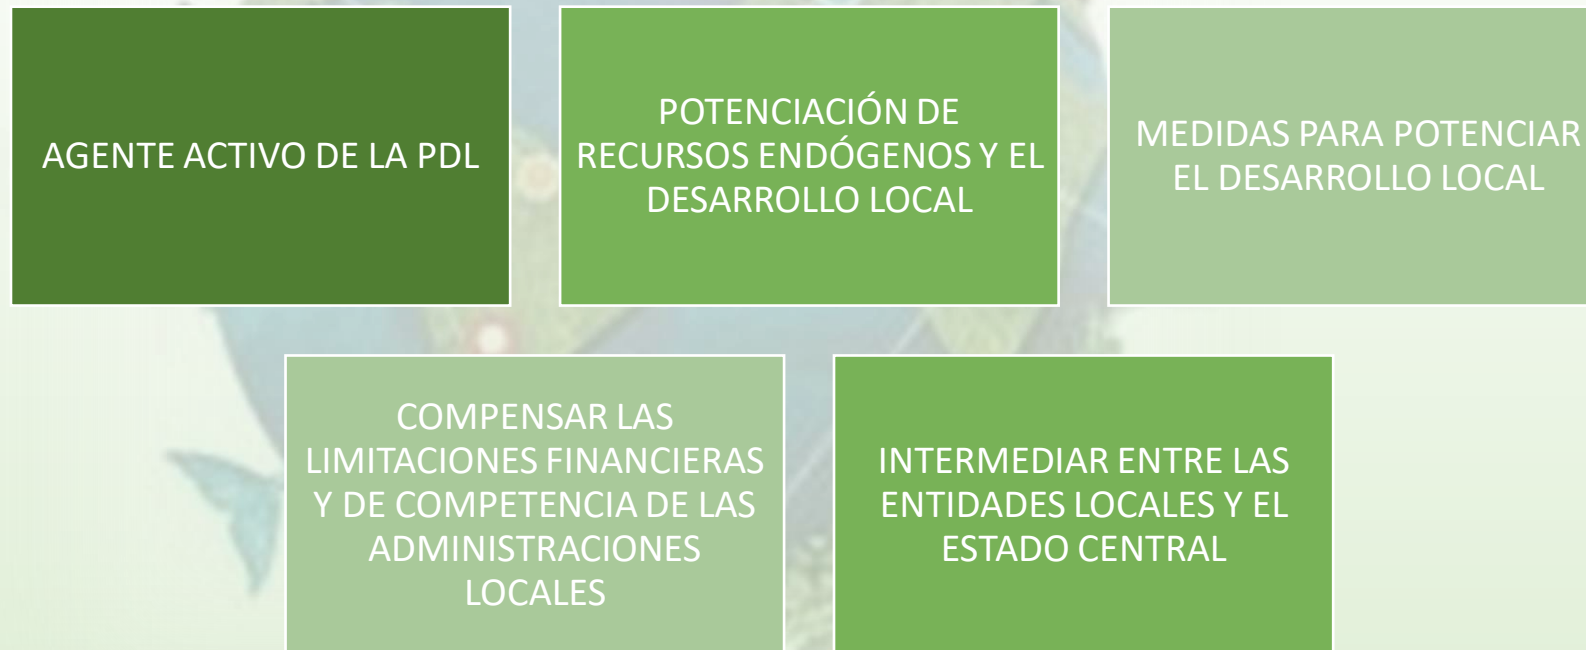 AGENTE ACTIVO DE LA PDL
POTENCIACIÓN DE
RECURSOS ENDÓGENOS Y EL
DESARROLLO LOCAL
MEDIDAS PARA POTENCIAR
EL DESARROLLO LOCAL
COMPENSAR LAS
LIMITACIONES FINANCIERAS
Y DE COMPETENCIA DE LAS
ADMINISTRACIONES
LOCALES
INTERMEDIAR ENTRE LAS
ENTIDADES LOCALES Y EL
ESTADO CENTRAL